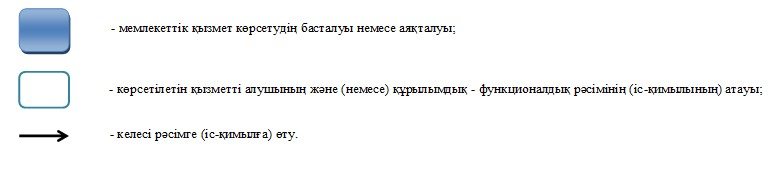 - мемлекеттік қызмет көрсетудің басталуы немесе аяқталуы;
- көрсетілетін қызметті алушының және (немесе) құрылымдық - функционалдық рәсімінің (іс-қимылының) атауы;
- келесі рәсімге (іс-қимылға) өту.